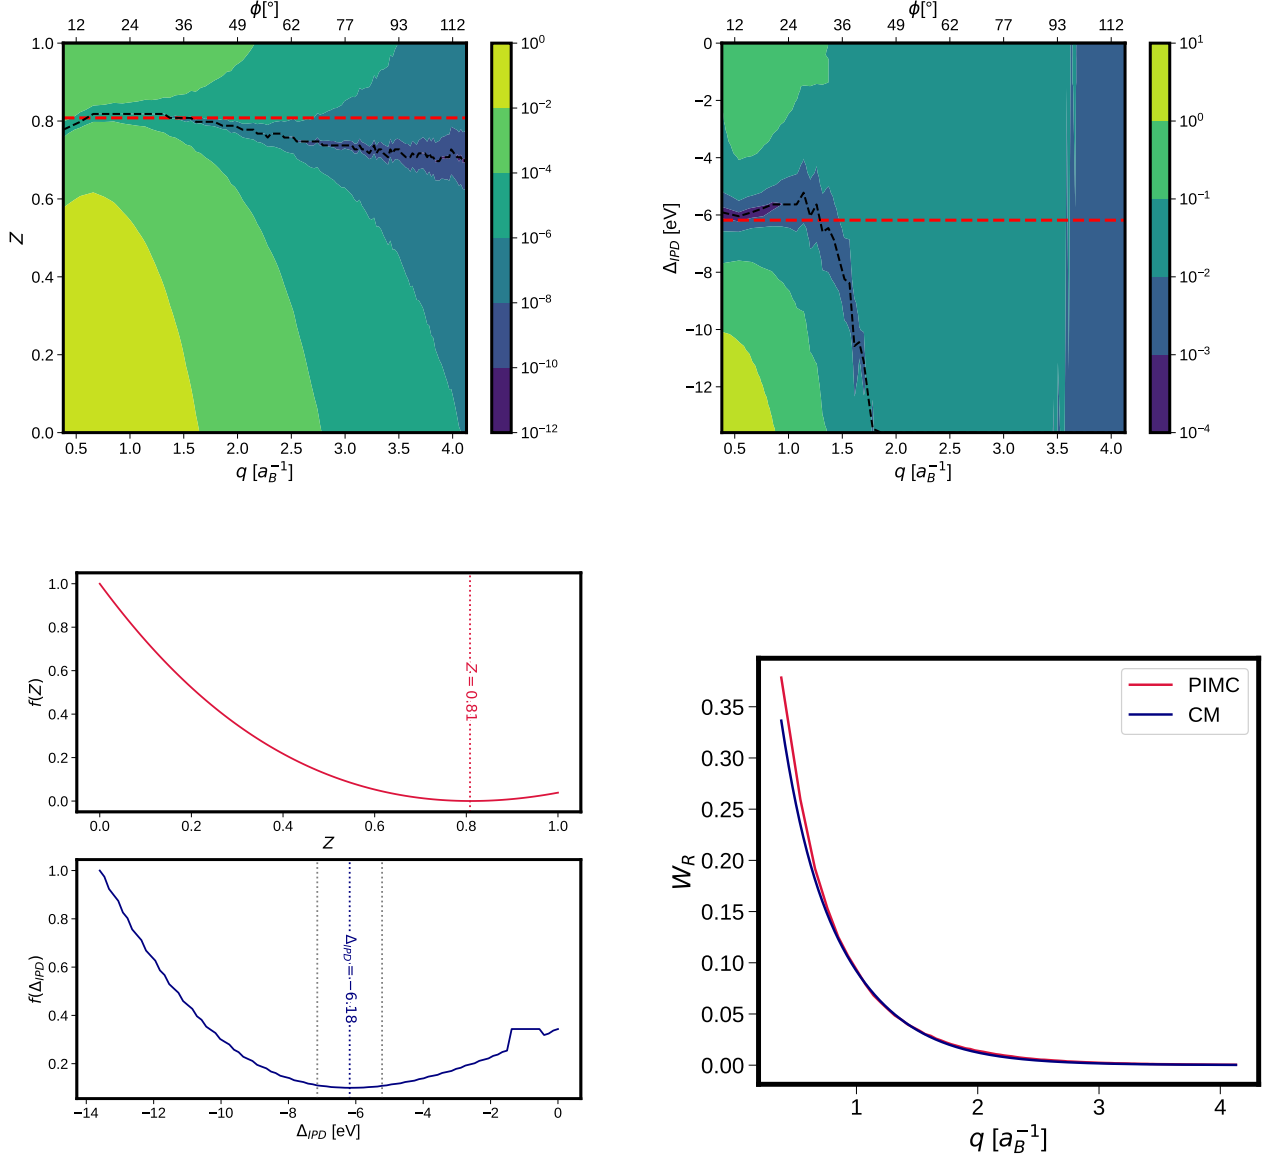 ϕ[°]
12 24 36 49 62 77 93 112
1.0
0.8
0.6
0.4
0.2
0.0
Z
0.5 1.0 1.5 2.0 2.5 3.0 3.5 4.0
q [a_B^{-1}]
10^0
10^{-2}
10^{-4}
10^{-6}
10^{-8}
10^{-10}
10^{-12}
ϕ[°]
12 24 36 49 62 77 93 112
0
−2
−4
−6
−8
−10
−12
Δ_{IPD} [eV]
0.5 1.0 1.5 2.0 2.5 3.0 3.5 4.0
q [a_B^{-1}]
10^1
10^0
10^{-1}
10^{-2}
10^{-3}
10^{-4}
1.0
0.8
0.6
0.4
0.2
0.0
f(Z)
Z = 0.81
0.0 0.2 0.4 0.6 0.8 1.0
Z
1.0
0.8
0.6
0.4
0.2
f(Δ_{IPD})
Δ_{IPD} = −6.18
−14 −12 −10 −8 −6 −4 −2 0
Δ_{IPD} [eV]
PIMC
CM
0.35
0.30
0.25
0.20
0.15
0.10
0.05
0.00
W_R
1 2 3 4
q [a_B^{-1}]